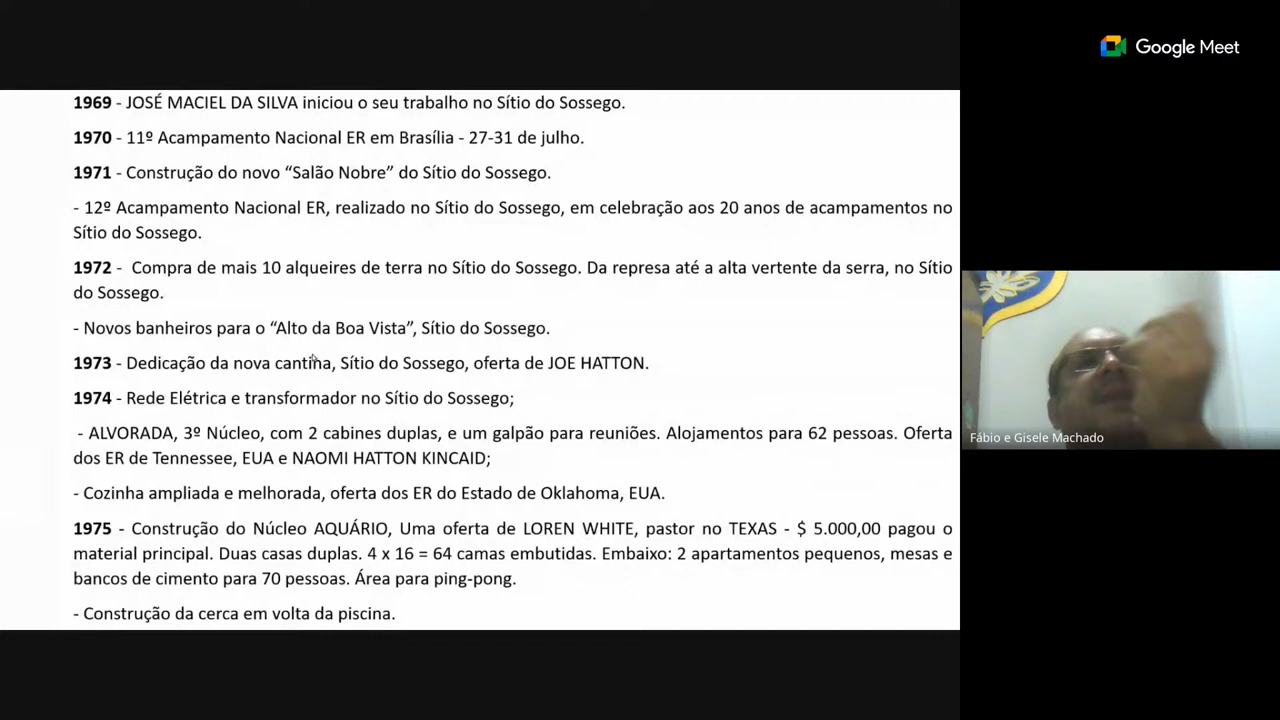 Google Meet
1969 - JOSÉ MACIEL DA SILVA iniciou o seu trabalho no Sítio do Sossego.
1970 - 11º Acampamento Nacional ER em Brasília - 27-31 de julho.
1971 - Construção do novo “Salão Nobre” do Sítio do Sossego.
- 12º Acampamento Nacional ER, realizado no Sítio do Sossego, em celebração aos 20 anos de acampamentos no
Sítio do Sossego.
1972 - Compra de mais 10 alqueires de terra no Sítio do Sossego. Da represa até a alta vertente da serra, no Sítio
do Sossego.
- Novos banheiros para o “Alto da Boa Vista”, Sítio do Sossego.
1973 - Dedicação da nova cantina, Sítio do Sossego, oferta de JOE HATTON.
1974 - Rede Elétrica e transformador no Sítio do Sossego;
- ALVORADA, 3º Núcleo, com 2 cabines duplas, e um galpão para reuniões. Alojamentos para 62 pessoas. Oferta
dos ER de Tennessee, EUA e NAOMI HATTON KINCAID;
- Cozinha ampliada e melhorada, oferta dos ER do Estado de Oklahoma, EUA.
1975 - Construção do Núcleo AQUÁRIO, Uma oferta de LOREN WHITE, pastor no TEXAS - $ 5.000,00 pagou o
material principal. Duas casas duplas. 4 x 16 = 64 camas embutidas. Embaixo: 2 apartamentos pequenos, mesas e
bancos de cimento para 70 pessoas. Área para ping-pong.
- Construção da cerca em volta da piscina.
Fábio e Gisele Machado